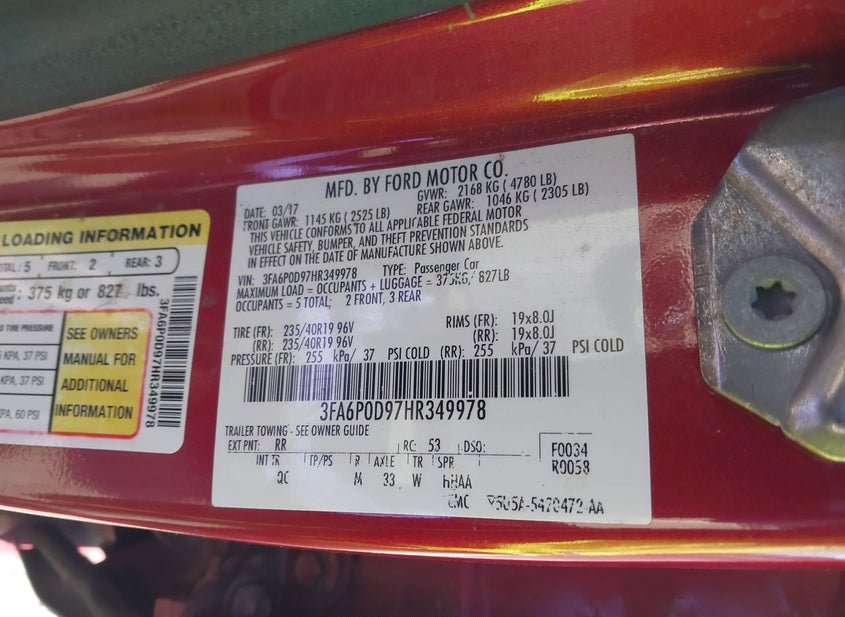 LOADING INFORMATION
OTAL: 5 FRONT: 2 REAR: 3
375 kg or 827 lbs.
TIRE PRESSURE
KPA, 37 PSI
KPA, 37 PSI
KPA, 60 PSI
SEE OWNERS
MANUAL FOR
ADDITIONAL
INFORMATION
3FA6P0D97HR349978
MFD. BY FORD MOTOR CO.
DATE: 03/17 GVWR: 2168 KG ( 4780 LB)
FRONT GAWR: 1145 KG ( 2525 LB) REAR GAWR: 1046 KG ( 2305 LB)
THIS VEHICLE CONFORMS TO ALL APPLICABLE FEDERAL MOTOR
VEHICLE SAFETY, BUMPER, AND THEFT PREVENTION STANDARDS
IN EFFECT ON THE DATE OF MANUFACTURE SHOWN ABOVE.
VIN: 3FA6P0D97HR349978 TYPE: Passenger Car
MAXIMUM LOAD = OCCUPANTS + LUGGAGE = 375KG/ 827LB
OCCUPANTS = 5 TOTAL; 2 FRONT, 3 REAR
TIRE (FR): 235/40R19 96V RIMS (FR): 19x8.0J
(RR): 235/40R19 96V (RR): 19x8.0J
PRESSURE (FR): 255 kPa/ 37 PSI COLD (RR): 255 kPa/ 37 PSI COLD
3FA6P0D97HR349978
TRAILER TOWING - SEE OWNER GUIDE
EXT PNT: RR RC: 53 DSO: F0034
R0058
INT TR TP/PS R AXLE TR SPR
QC M 33 W hHAA
5U5A-5420472-AA